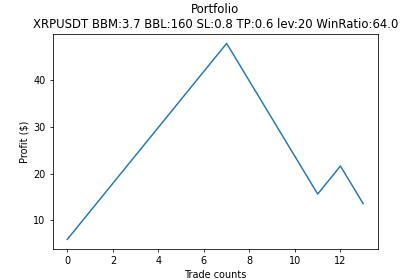 Portfolio
XRPUSDT BBM:3.7 BBL:160 SL:0.8 TP:0.6 lev:20 WinRatio:64.0
40
30
20
10
Profit ($)
0 2 4 6 8 10 12
Trade counts